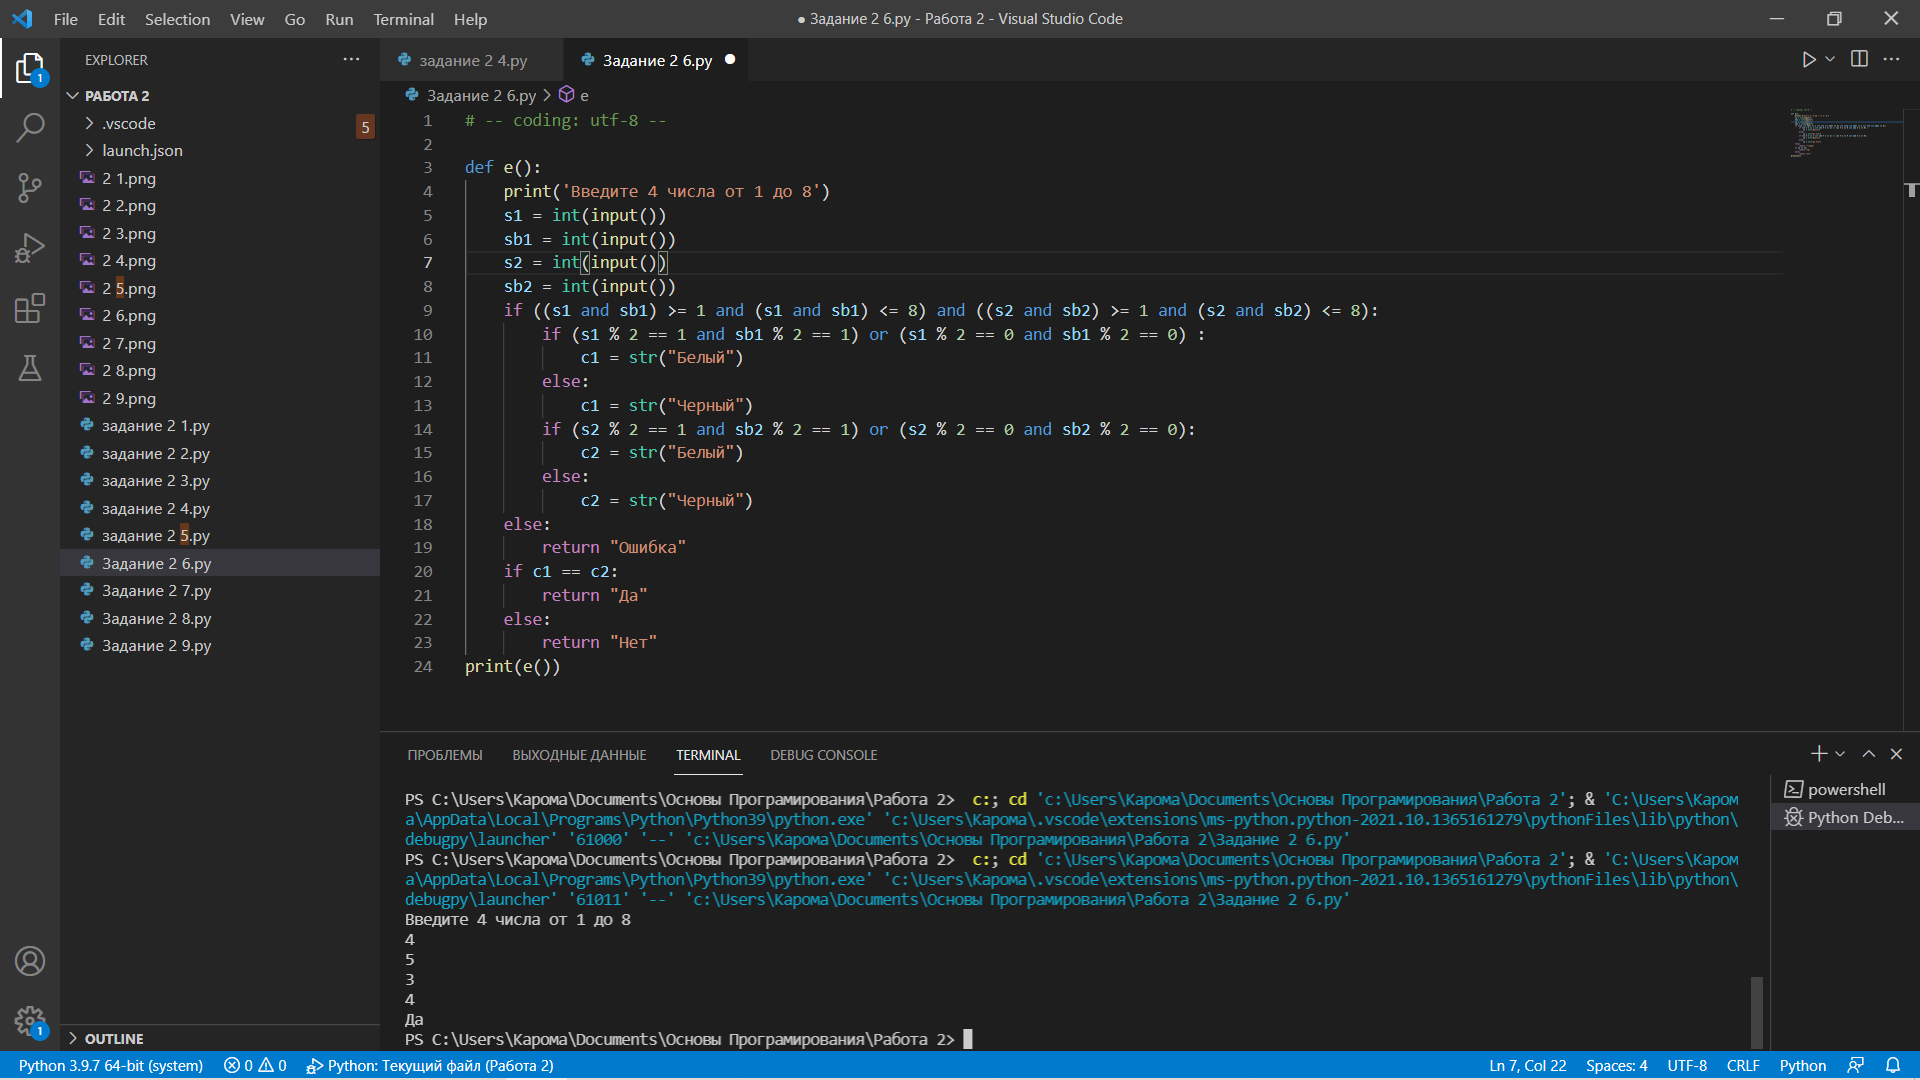 File Edit Selection View Go Run Terminal Help
● Задание 2 6.py - Работа 2 - Visual Studio Code
EXPLORER
РАБОТА 2
.vscode
5
launch.json
2 1.png
2 2.png
2 3.png
2 4.png
2 5.png
2 6.png
2 7.png
2 8.png
2 9.png
задание 2 1.py
задание 2 2.py
задание 2 3.py
задание 2 4.py
задание 2 5.py
Задание 2 6.py
Задание 2 7.py
Задание 2 8.py
Задание 2 9.py
OUTLINE
1
1
задание 2 4.py
Задание 2 6.py ●
Задание 2 6.py > e
1 # -- coding: utf-8 --
2
3 def e():
4     print('Введите 4 числа от 1 до 8')
5     s1 = int(input())
6     sb1 = int(input())
7     s2 = int(input())
8     sb2 = int(input())
9     if ((s1 and sb1) >= 1 and (s1 and sb1) <= 8) and ((s2 and sb2) >= 1 and (s2 and sb2) <= 8):
10         if (s1 % 2 == 1 and sb1 % 2 == 1) or (s1 % 2 == 0 and sb1 % 2 == 0) :
11             c1 = str("Белый")
12         else:
13             c1 = str("Черный")
14         if (s2 % 2 == 1 and sb2 % 2 == 1) or (s2 % 2 == 0 and sb2 % 2 == 0):
15             c2 = str("Белый")
16         else:
17             c2 = str("Черный")
18     else:
19         return "Ошибка"
20     if c1 == c2:
21         return "Да"
22     else:
23         return "Нет"
24 print(e())
ПРОБЛЕМЫ ВЫХОДНЫЕ ДАННЫЕ TERMINAL DEBUG CONSOLE
PS C:\Users\Карома\Documents\Основы Програмирования\Работа 2>  c:; cd 'c:\Users\Карома\Documents\Основы Програмирования\Работа 2'; & 'C:\Users\Каром
а\AppData\Local\Programs\Python\Python39\python.exe' 'c:\Users\Карома\.vscode\extensions\ms-python.python-2021.10.1365161279\pythonFiles\lib\python\
debugpy\launcher' '61000' '--' 'c:\Users\Карома\Documents\Основы Програмирования\Работа 2\Задание 2 6.py'
PS C:\Users\Карома\Documents\Основы Програмирования\Работа 2>  c:; cd 'c:\Users\Карома\Documents\Основы Програмирования\Работа 2'; & 'C:\Users\Каром
а\AppData\Local\Programs\Python\Python39\python.exe' 'c:\Users\Карома\.vscode\extensions\ms-python.python-2021.10.1365161279\pythonFiles\lib\python\
debugpy\launcher' '61011' '--' 'c:\Users\Карома\Documents\Основы Програмирования\Работа 2\Задание 2 6.py'
Введите 4 числа от 1 до 8
4
5
3
4
Да
PS C:\Users\Карома\Documents\Основы Програмирования\Работа 2>
powershell
Python Deb...
Python 3.9.7 64-bit (system) 0 0 Python: Текущий файл (Работа 2)
Ln 7, Col 22 Spaces: 4 UTF-8 CRLF Python